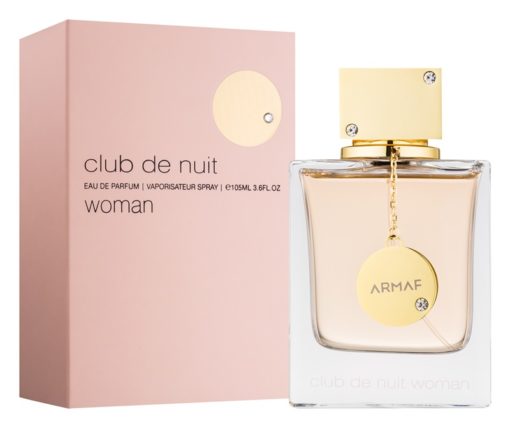 club de nuit
EAU DE PARFUM | VAPORISATEUR SPRAY | ℮105ML 3.6FL.OZ
woman
ARMAF
club de nuit woman